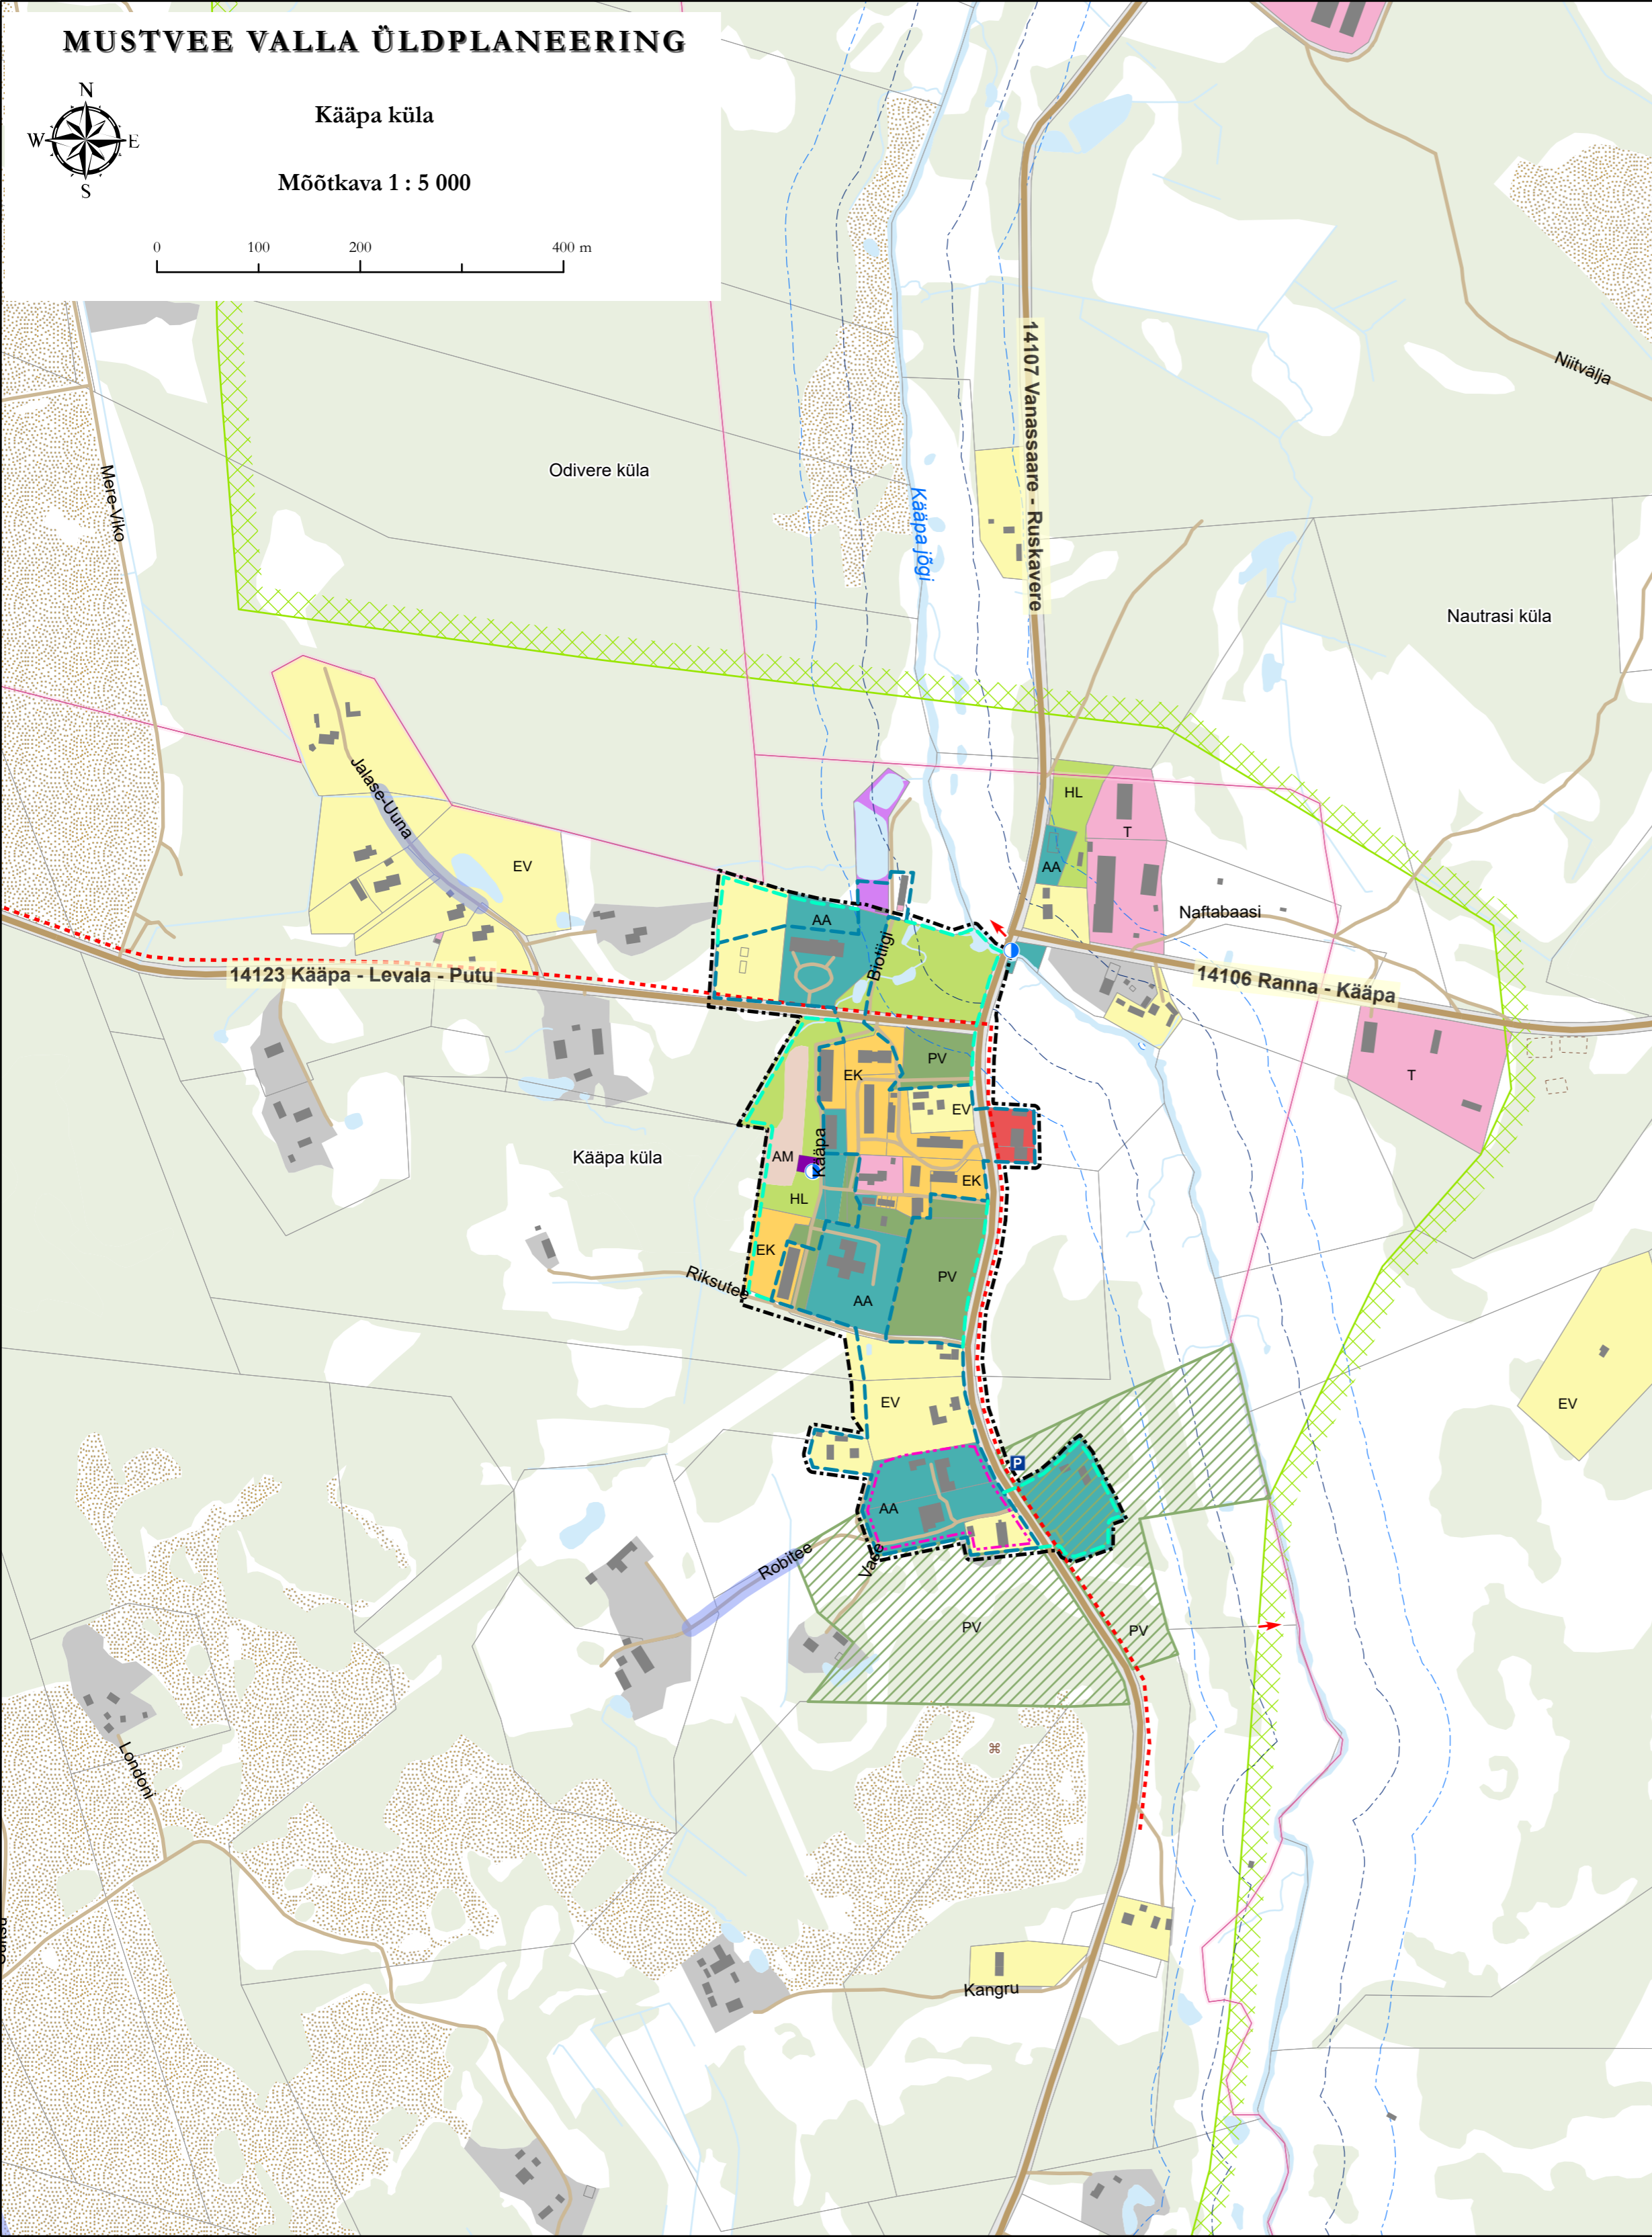 MUSTVEE VALLA ÜLDPLANEERING
N
W
E
S
Kääpa küla
Mõõtkava 1 : 5 000
0 100 200 400 m
14107 Vanassaare - Ruskavere
Niitvälja
Mere-Viko
Odivere küla
Kääpa jõgi
Nautrasi küla
Jalase-Uuna
EV
HL
T
AA
AA
Naftabaasi
Biotiigi
14123 Kääpa - Levala - Putu
14106 Ranna - Kääpa
PV
EK
T
EV
Kääpa
AM
Kääpa küla
EK
HL
EK
PV
Riksutee
AA
EV
EV
P
AA
Robitee
Vaee
PV
PV
Londoni
Kangru